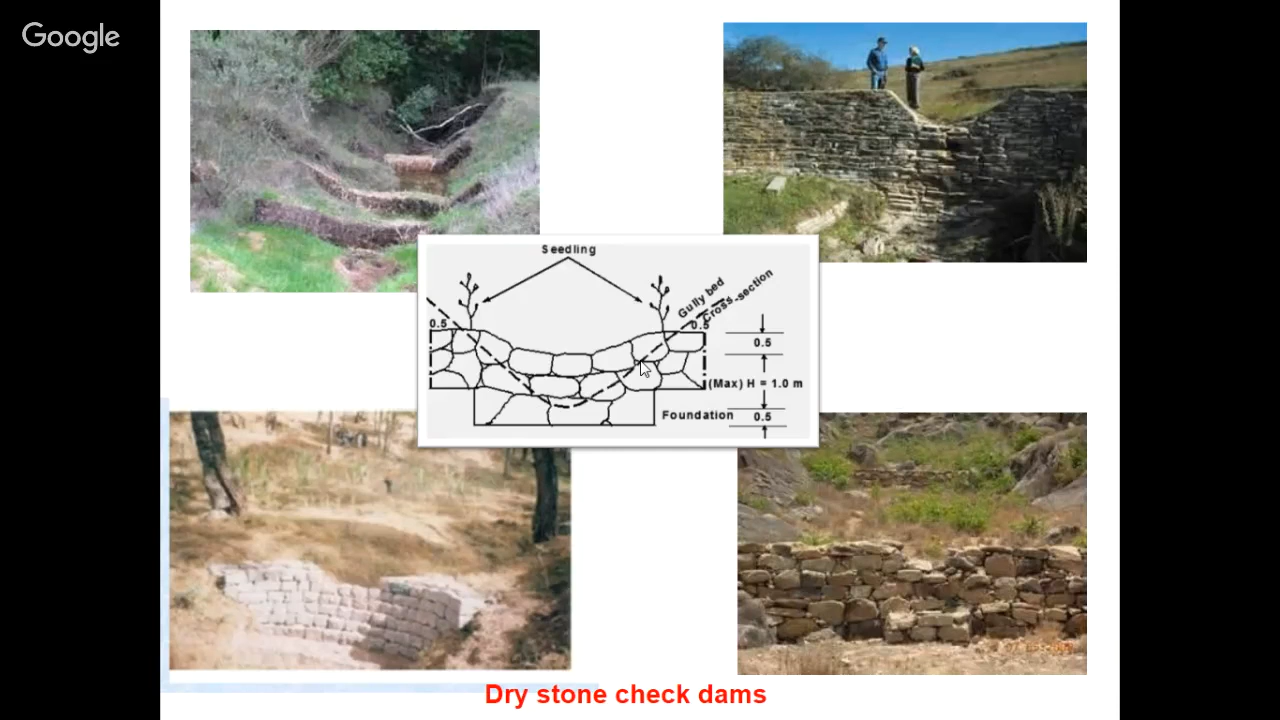 Google
Seedling
Gully bed
Cross-section
0.5
0.5
0.5
(Max) H = 1.0 m
Foundation
0.5
Dry stone check dams